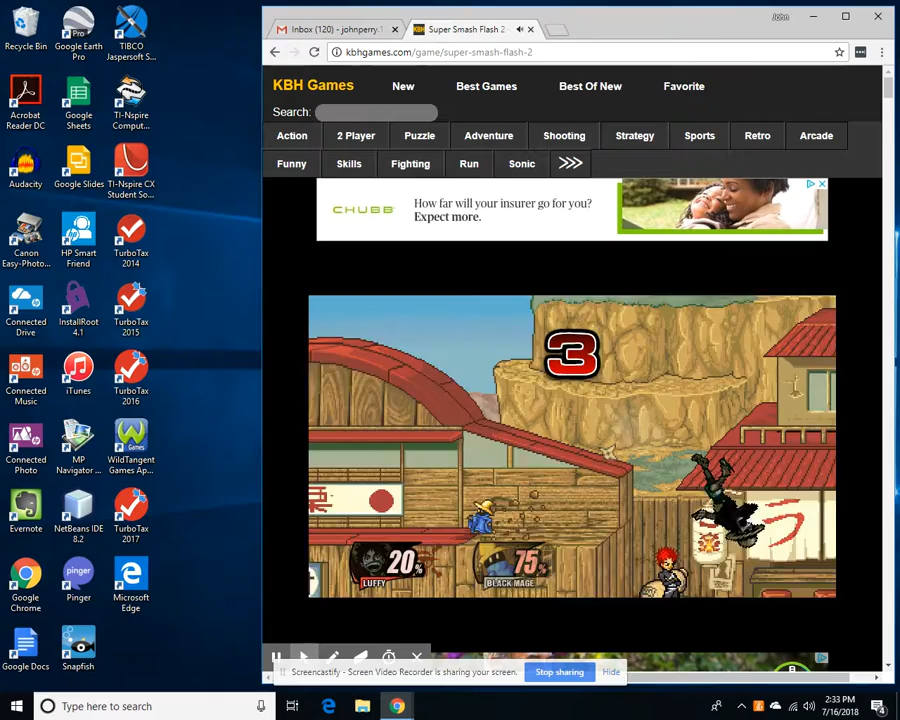 Recycle Bin
Google Earth Pro
TIBCO Jaspersoft S...
Acrobat Reader DC
Google Sheets
TI-Nspire Comput...
Audacity
Google Slides
TI-Nspire CX Student So...
Canon Easy-Photo...
HP Smart Friend
TurboTax 2014
Connected Drive
InstallRoot 4.1
TurboTax 2015
Connected Music
iTunes
TurboTax 2016
Connected Photo
MP Navigator ...
WildTangent Games Ap...
Evernote
NetBeans IDE 8.2
TurboTax 2017
Google Chrome
Pinger
Microsoft Edge
Google Docs
Snapfish
John
Inbox (120) - johnperry.1
Super Smash Flash 2
kbhgames.com/game/super-smash-flash-2
KBH Games New Best Games Best Of New Favorite
Search:
Action 2 Player Puzzle Adventure Shooting Strategy Sports Retro Arcade
Funny Skills Fighting Run Sonic >>>
CHUBB
How far will your insurer go for you?
Expect more.
3
ラ
20%
LUFFY
75%
BLACK MAGE
Screencastify - Screen Video Recorder is sharing your screen. Stop sharing Hide
Type here to search
2:33 PM
7/16/2018
4